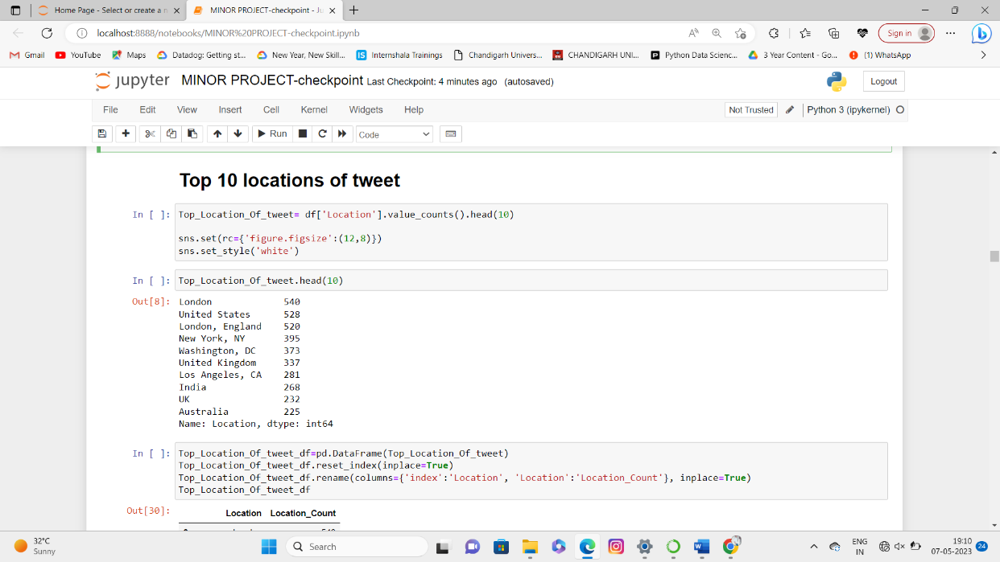 Home Page - Select or create a n
MINOR PROJECT-checkpoint - Ju
localhost:8888/notebooks/MINOR%20PROJECT-checkpoint.ipynb
Sign in
Gmail
YouTube
Maps
Datadog: Getting st...
New Year, New Skill...
IS Internshala Trainings
Chandigarh Univers...
CHANDIGARH UNI...
Python Data Scienc...
3 Year Content - Go...
(1) WhatsApp
jupyter MINOR PROJECT-checkpoint Last Checkpoint: 4 minutes ago (autosaved)
Logout
File Edit View Insert Cell Kernel Widgets Help
Not Trusted
Python 3 (ipykernel)
Run
Code
Top 10 locations of tweet
In [ ]: Top_Location_Of_tweet= df['Location'].value_counts().head(10)
sns.set(rc={'figure.figsize':(12,8)})
sns.set_style('white')
In [ ]: Top_Location_Of_tweet.head(10)
Out[8]: London 540
United States 528
London, England 520
New York, NY 395
Washington, DC 373
United Kingdom 337
Los Angeles, CA 281
India 268
UK 232
Australia 225
Name: Location, dtype: int64
In [ ]: Top_Location_Of_tweet_df=pd.DataFrame(Top_Location_Of_tweet)
Top_Location_Of_tweet_df.reset_index(inplace=True)
Top_Location_Of_tweet_df.rename(columns={'index':'Location', 'Location':'Location_Count'}, inplace=True)
Top_Location_Of_tweet_df
Out[30]:
Location Location_Count
32°C
Sunny
Search
ENG
IN
19:10
07-05-2023
24